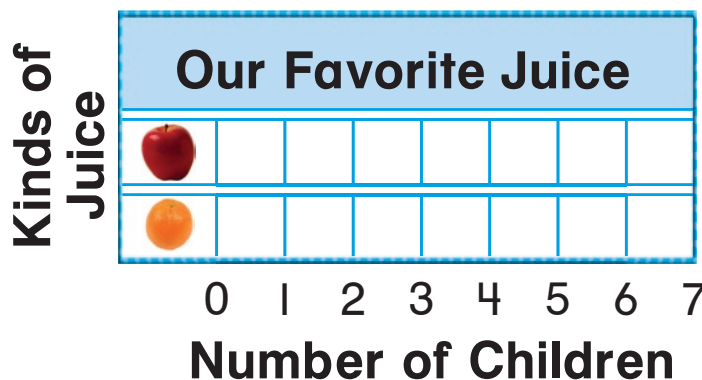 Our Favorite Juice
Kinds of
Juice
0 1 2 3 4 5 6 7
Number of Children